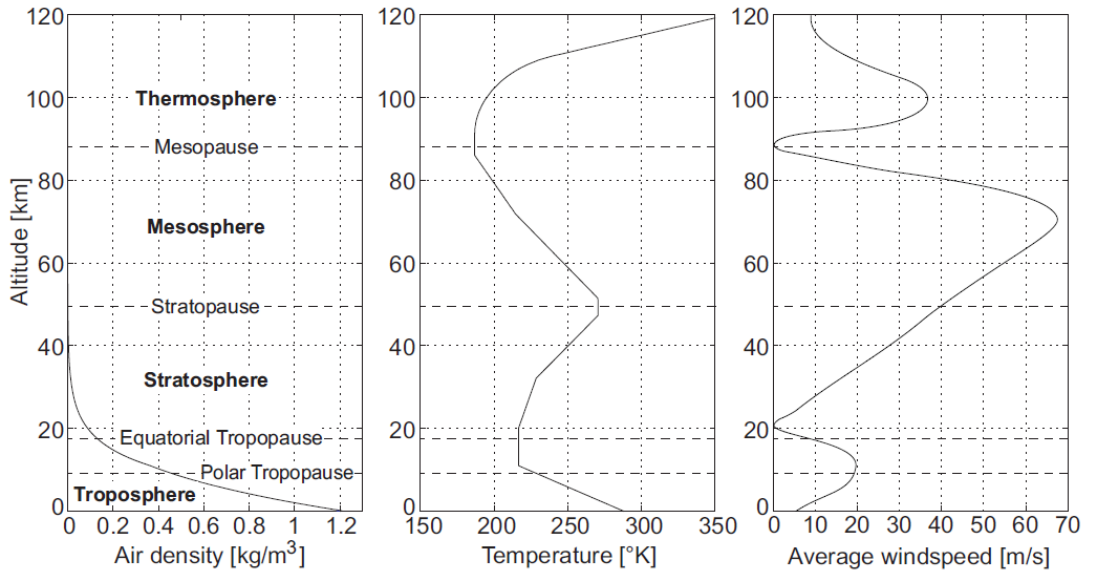 120
100
80
60
40
20
0
Altitude [km]
Thermosphere
Mesopause
Mesosphere
Stratopause
Stratosphere
Equatorial Tropopause
Polar Tropopause
Troposphere
0 0.2 0.4 0.6 0.8 1 1.2
Air density [kg/m³]
120
100
80
60
40
20
0
150 200 250 300 350
Temperature [°K]
120
100
80
60
40
20
0
0 10 20 30 40 50 60 70
Average windspeed [m/s]